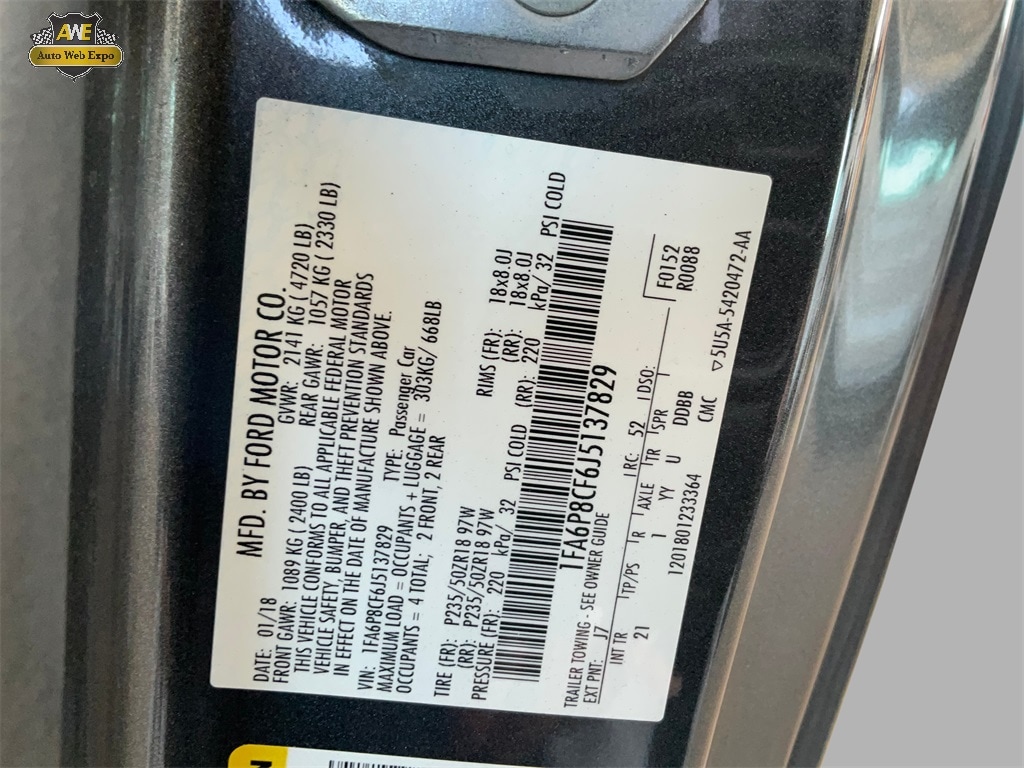 AWE
Auto Web Expo
MFD. BY FORD MOTOR CO.
DATE: 01/18 GVWR: 2141 KG ( 4720 LB)
FRONT GAWR: 1089 KG ( 2400 LB) REAR GAWR: 1057 KG ( 2330 LB)
THIS VEHICLE CONFORMS TO ALL APPLICABLE FEDERAL MOTOR
VEHICLE SAFETY, BUMPER, AND THEFT PREVENTION STANDARDS
IN EFFECT ON THE DATE OF MANUFACTURE SHOWN ABOVE.
VIN: 1FA6P8CF6J5137829 TYPE: Passenger Car
MAXIMUM LOAD = OCCUPANTS + LUGGAGE = 303KG/ 668LB
OCCUPANTS = 4 TOTAL; 2 FRONT, 2 REAR
TIRE (FR): P235/50ZR18 97W RIMS (FR): 18x8.0J
(RR): P235/50ZR18 97W (RR): 18x8.0J
PRESSURE (FR): 220 kPa/ 32 PSI COLD (RR): 220 kPa/ 32 PSI COLD
1FA6P8CF6J5137829
TRAILER TOWING - SEE OWNER GUIDE
F0152
EXT PNT: J7 RC: 52 DSO: R0088
INT TR TP/PS R AXLE TR SPR
21 1 YY U DDBB
1201801233364 CMC ▽75U5A-5420472-AA
N